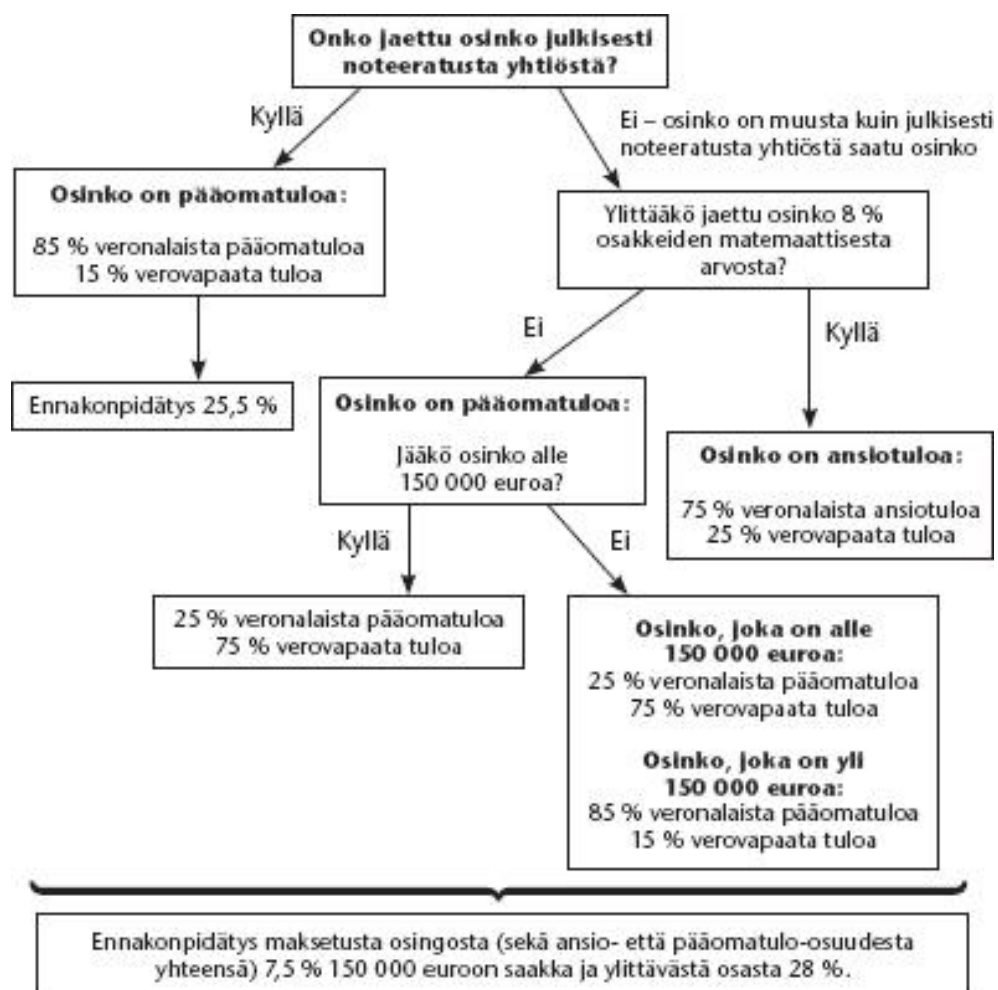 Onko jaettu osinko julkisesti
noteeratusta yhtiöstä?
Kyllä
Ei – osinko on muusta kuin julkisesti
noteeratusta yhtiöstä saatu osinko
Osinko on pääomatuloa:
85 % veronalaista pääomatuloa
15 % verovapaata tuloa
Ylittääkö jaettu osinko 8 %
osakkeiden matemaattisesta
arvosta?
Ei
Kyllä
Ennakonpidätys 25,5 %
Osinko on pääomatuloa:
Jääkö osinko alle
150 000 euroa?
Osinko on ansiotuloa:
75 % veronalaista ansiotuloa
25 % verovapaata tuloa
Kyllä
Ei
25 % veronalaista pääomatuloa
75 % verovapaata tuloa
Osinko, joka on alle
150 000 euroa:
25 % veronalaista pääomatuloa
75 % verovapaata tuloa
Osinko, joka on yli
150 000 euroa:
85 % veronalaista pääomatuloa
15 % verovapaata tuloa
Ennakonpidätys maksetusta osingosta (sekä ansio- että pääomatulo-osuudesta
yhteensä) 7,5 % 150 000 euroon saakka ja ylittävästä osasta 28 %.